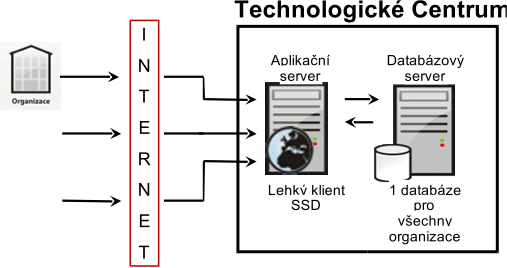 Technologické Centrum
Organizace
I
N
T
E
R
N
E
T
Aplikační
server
Databázový
server
Lehký klient
SSD
1 databáze
pro
všechny
organizace